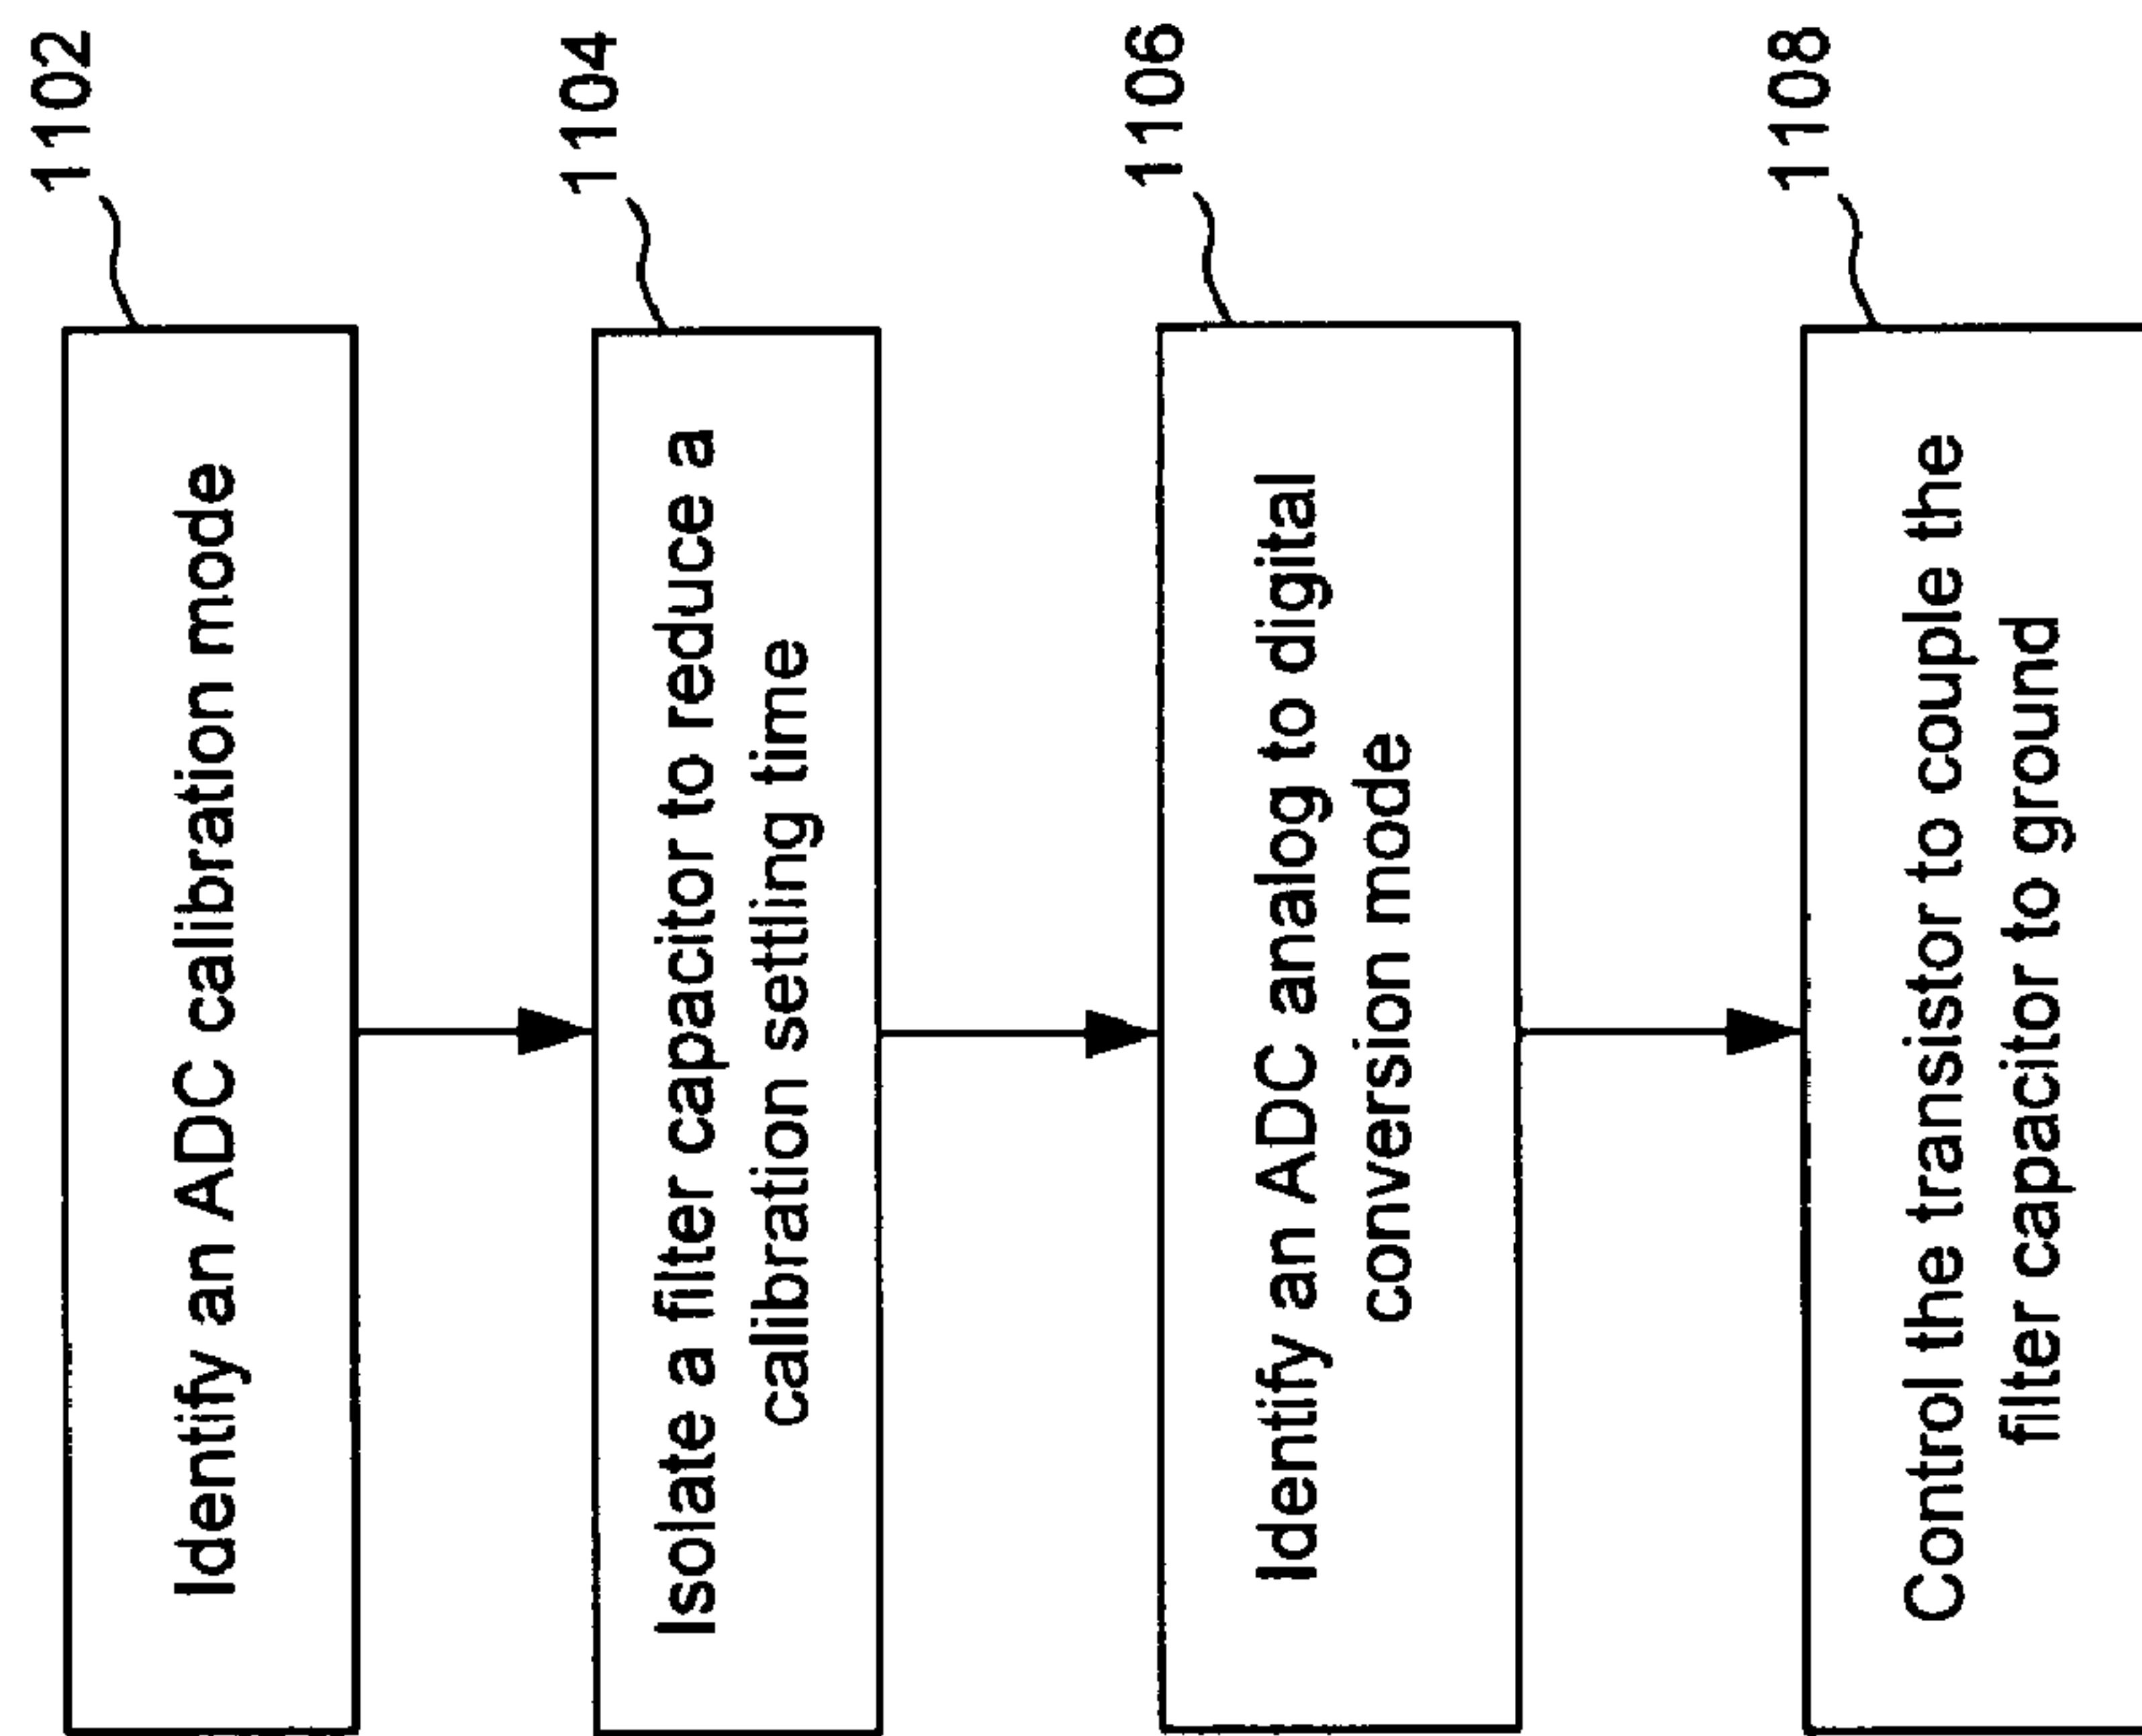 1102
Identify an ADC calibration mode
1104
Isolate a filter capacitor to reduce a
calibration settling time
1106
Identify an ADC analog to digital
conversion mode
1108
Control the transistor to couple the
filter capacitor to ground